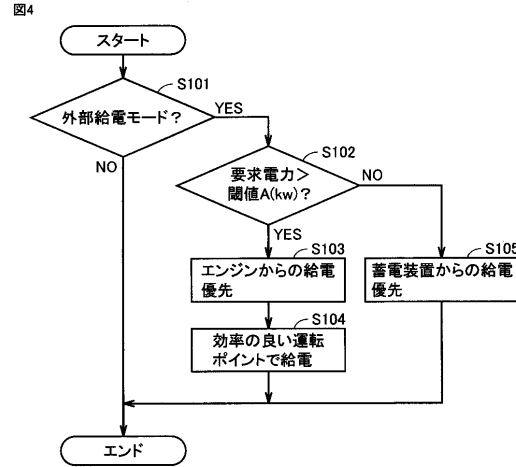 図4
スタート
S101
外部給電モード?
YES
NO
S102
要求電力>
閾値A(kw)?
NO
YES
S103
エンジンからの給電
優先
S105
蓄電装置からの給電
優先
S104
効率の良い運転
ポイントで給電
エンド